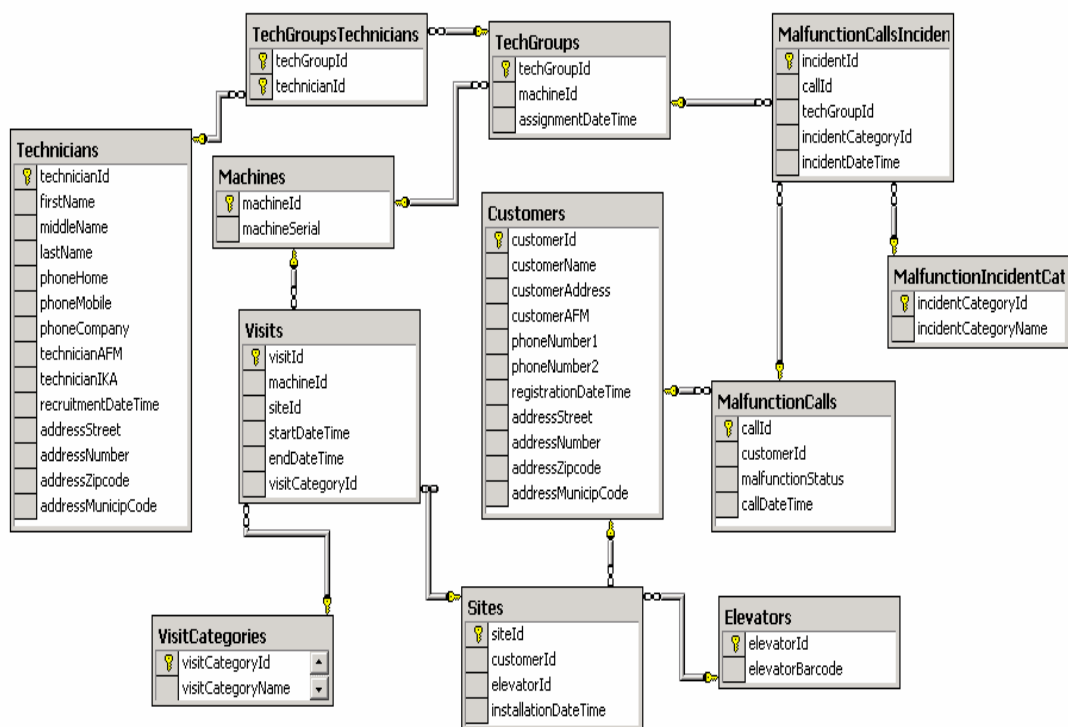 TechGroupsTechnicians
techGroupId
technicianId
TechGroups
techGroupId
machineId
assignmentDateTime
MalfunctionCallsInciden
incidentId
callId
techGroupId
incidentCategoryId
incidentDateTime
Technicians
technicianId
firstName
middleName
lastName
phoneHome
phoneMobile
phoneCompany
technicianAFM
technicianIKA
recruitmentDateTime
addressStreet
addressNumber
addressZipcode
addressMunicipCode
Machines
machineId
machineSerial
Customers
customerId
customerName
customerAddress
customerAFM
phoneNumber1
phoneNumber2
registrationDateTime
addressStreet
addressNumber
addressZipcode
addressMunicipCode
MalfunctionIncidentCat
incidentCategoryId
incidentCategoryName
Visits
visitId
machineId
siteId
startDateTime
endDateTime
visitCategoryId
MalfunctionCalls
callId
customerId
malfunctionStatus
callDateTime
VisitCategories
visitCategoryId
visitCategoryName
Sites
siteId
customerId
elevatorId
installationDateTime
Elevators
elevatorId
elevatorBarcode